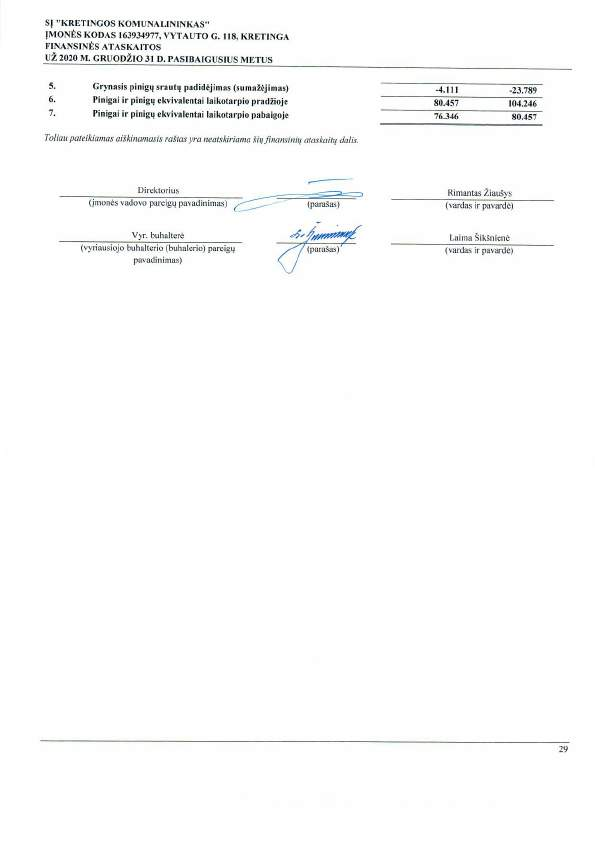 SĮ "KRETINGOS KOMUNALININKAS"
ĮMONĖS KODAS 163934977, VYTAUTO G. 118, KRETINGA
FINANSINĖS ATASKAITOS
UŽ 2020 M. GRUODŽIO 31 D. PASIBAIGUSIUS METUS
5. Grynasis pinigų srautų padidėjimas (sumažėjimas) -4.111 -23.789
6. Pinigai ir pinigų ekvivalentai laikotarpio pradžioje 80.457 104.246
7. Pinigai ir pinigų ekvivalentai laikotarpio pabaigoje 76.346 80.457
Toliau pateikiamas aiškinamasis raštas yra neatskiriama šių finansinių ataskaitų dalis.
Direktorius Rimantas Žiaušys
(įmonės vadovo pareigų pavadinimas) (parašas) (vardas ir pavardė)
Vyr. buhalterė Laima Šikšnienė
(vyriausiojo buhalterio (buhalerio) pareigų (parašas) (vardas ir pavardė)
pavadinimas)
29